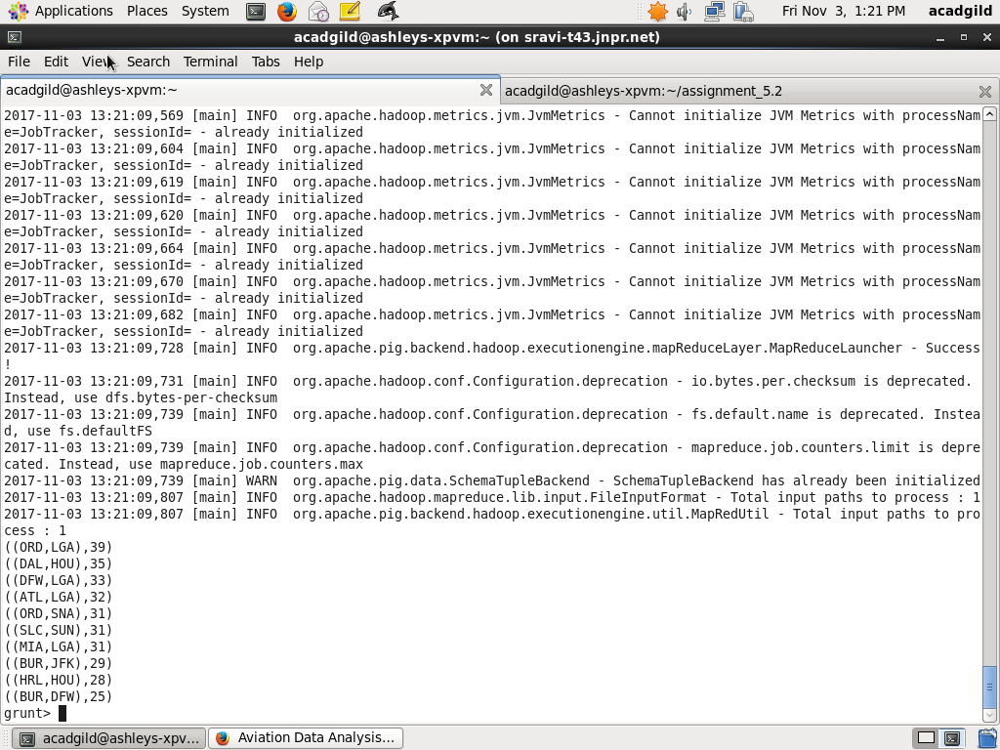 Applications Places System Fri Nov 3, 1:21 PM acadgild
acadgild@ashleys-xpvm:~ (on sravi-t43.jnpr.net)
File Edit View Search Terminal Tabs Help
acadgild@ashleys-xpvm:~ acadgild@ashleys-xpvm:~/assignment_5.2
2017-11-03 13:21:09,569 [main] INFO  org.apache.hadoop.metrics.jvm.JvmMetrics - Cannot initialize JVM Metrics with processNam
e=JobTracker, sessionId= - already initialized
2017-11-03 13:21:09,604 [main] INFO  org.apache.hadoop.metrics.jvm.JvmMetrics - Cannot initialize JVM Metrics with processNam
e=JobTracker, sessionId= - already initialized
2017-11-03 13:21:09,619 [main] INFO  org.apache.hadoop.metrics.jvm.JvmMetrics - Cannot initialize JVM Metrics with processNam
e=JobTracker, sessionId= - already initialized
2017-11-03 13:21:09,620 [main] INFO  org.apache.hadoop.metrics.jvm.JvmMetrics - Cannot initialize JVM Metrics with processNam
e=JobTracker, sessionId= - already initialized
2017-11-03 13:21:09,664 [main] INFO  org.apache.hadoop.metrics.jvm.JvmMetrics - Cannot initialize JVM Metrics with processNam
e=JobTracker, sessionId= - already initialized
2017-11-03 13:21:09,670 [main] INFO  org.apache.hadoop.metrics.jvm.JvmMetrics - Cannot initialize JVM Metrics with processNam
e=JobTracker, sessionId= - already initialized
2017-11-03 13:21:09,682 [main] INFO  org.apache.hadoop.metrics.jvm.JvmMetrics - Cannot initialize JVM Metrics with processNam
e=JobTracker, sessionId= - already initialized
2017-11-03 13:21:09,728 [main] INFO  org.apache.pig.backend.hadoop.executionengine.mapReduceLayer.MapReduceLauncher - Success
!
2017-11-03 13:21:09,731 [main] INFO  org.apache.hadoop.conf.Configuration.deprecation - io.bytes.per.checksum is deprecated.
Instead, use dfs.bytes-per-checksum
2017-11-03 13:21:09,739 [main] INFO  org.apache.hadoop.conf.Configuration.deprecation - fs.default.name is deprecated. Instea
d, use fs.defaultFS
2017-11-03 13:21:09,739 [main] INFO  org.apache.hadoop.conf.Configuration.deprecation - mapreduce.job.counters.limit is depre
cated. Instead, use mapreduce.job.counters.max
2017-11-03 13:21:09,739 [main] WARN  org.apache.pig.data.SchemaTupleBackend - SchemaTupleBackend has already been initialized
2017-11-03 13:21:09,807 [main] INFO  org.apache.hadoop.mapreduce.lib.input.FileInputFormat - Total input paths to process : 1
2017-11-03 13:21:09,807 [main] INFO  org.apache.pig.backend.hadoop.executionengine.util.MapRedUtil - Total input paths to pro
cess : 1
((ORD,LGA),39)
((DAL,HOU),35)
((DFW,LGA),33)
((ATL,LGA),32)
((ORD,SNA),31)
((SLC,SUN),31)
((MIA,LGA),31)
((BUR,JFK),29)
((HRL,HOU),28)
((BUR,DFW),25)
grunt>
acadgild@ashleys-xpv... Aviation Data Analysis...